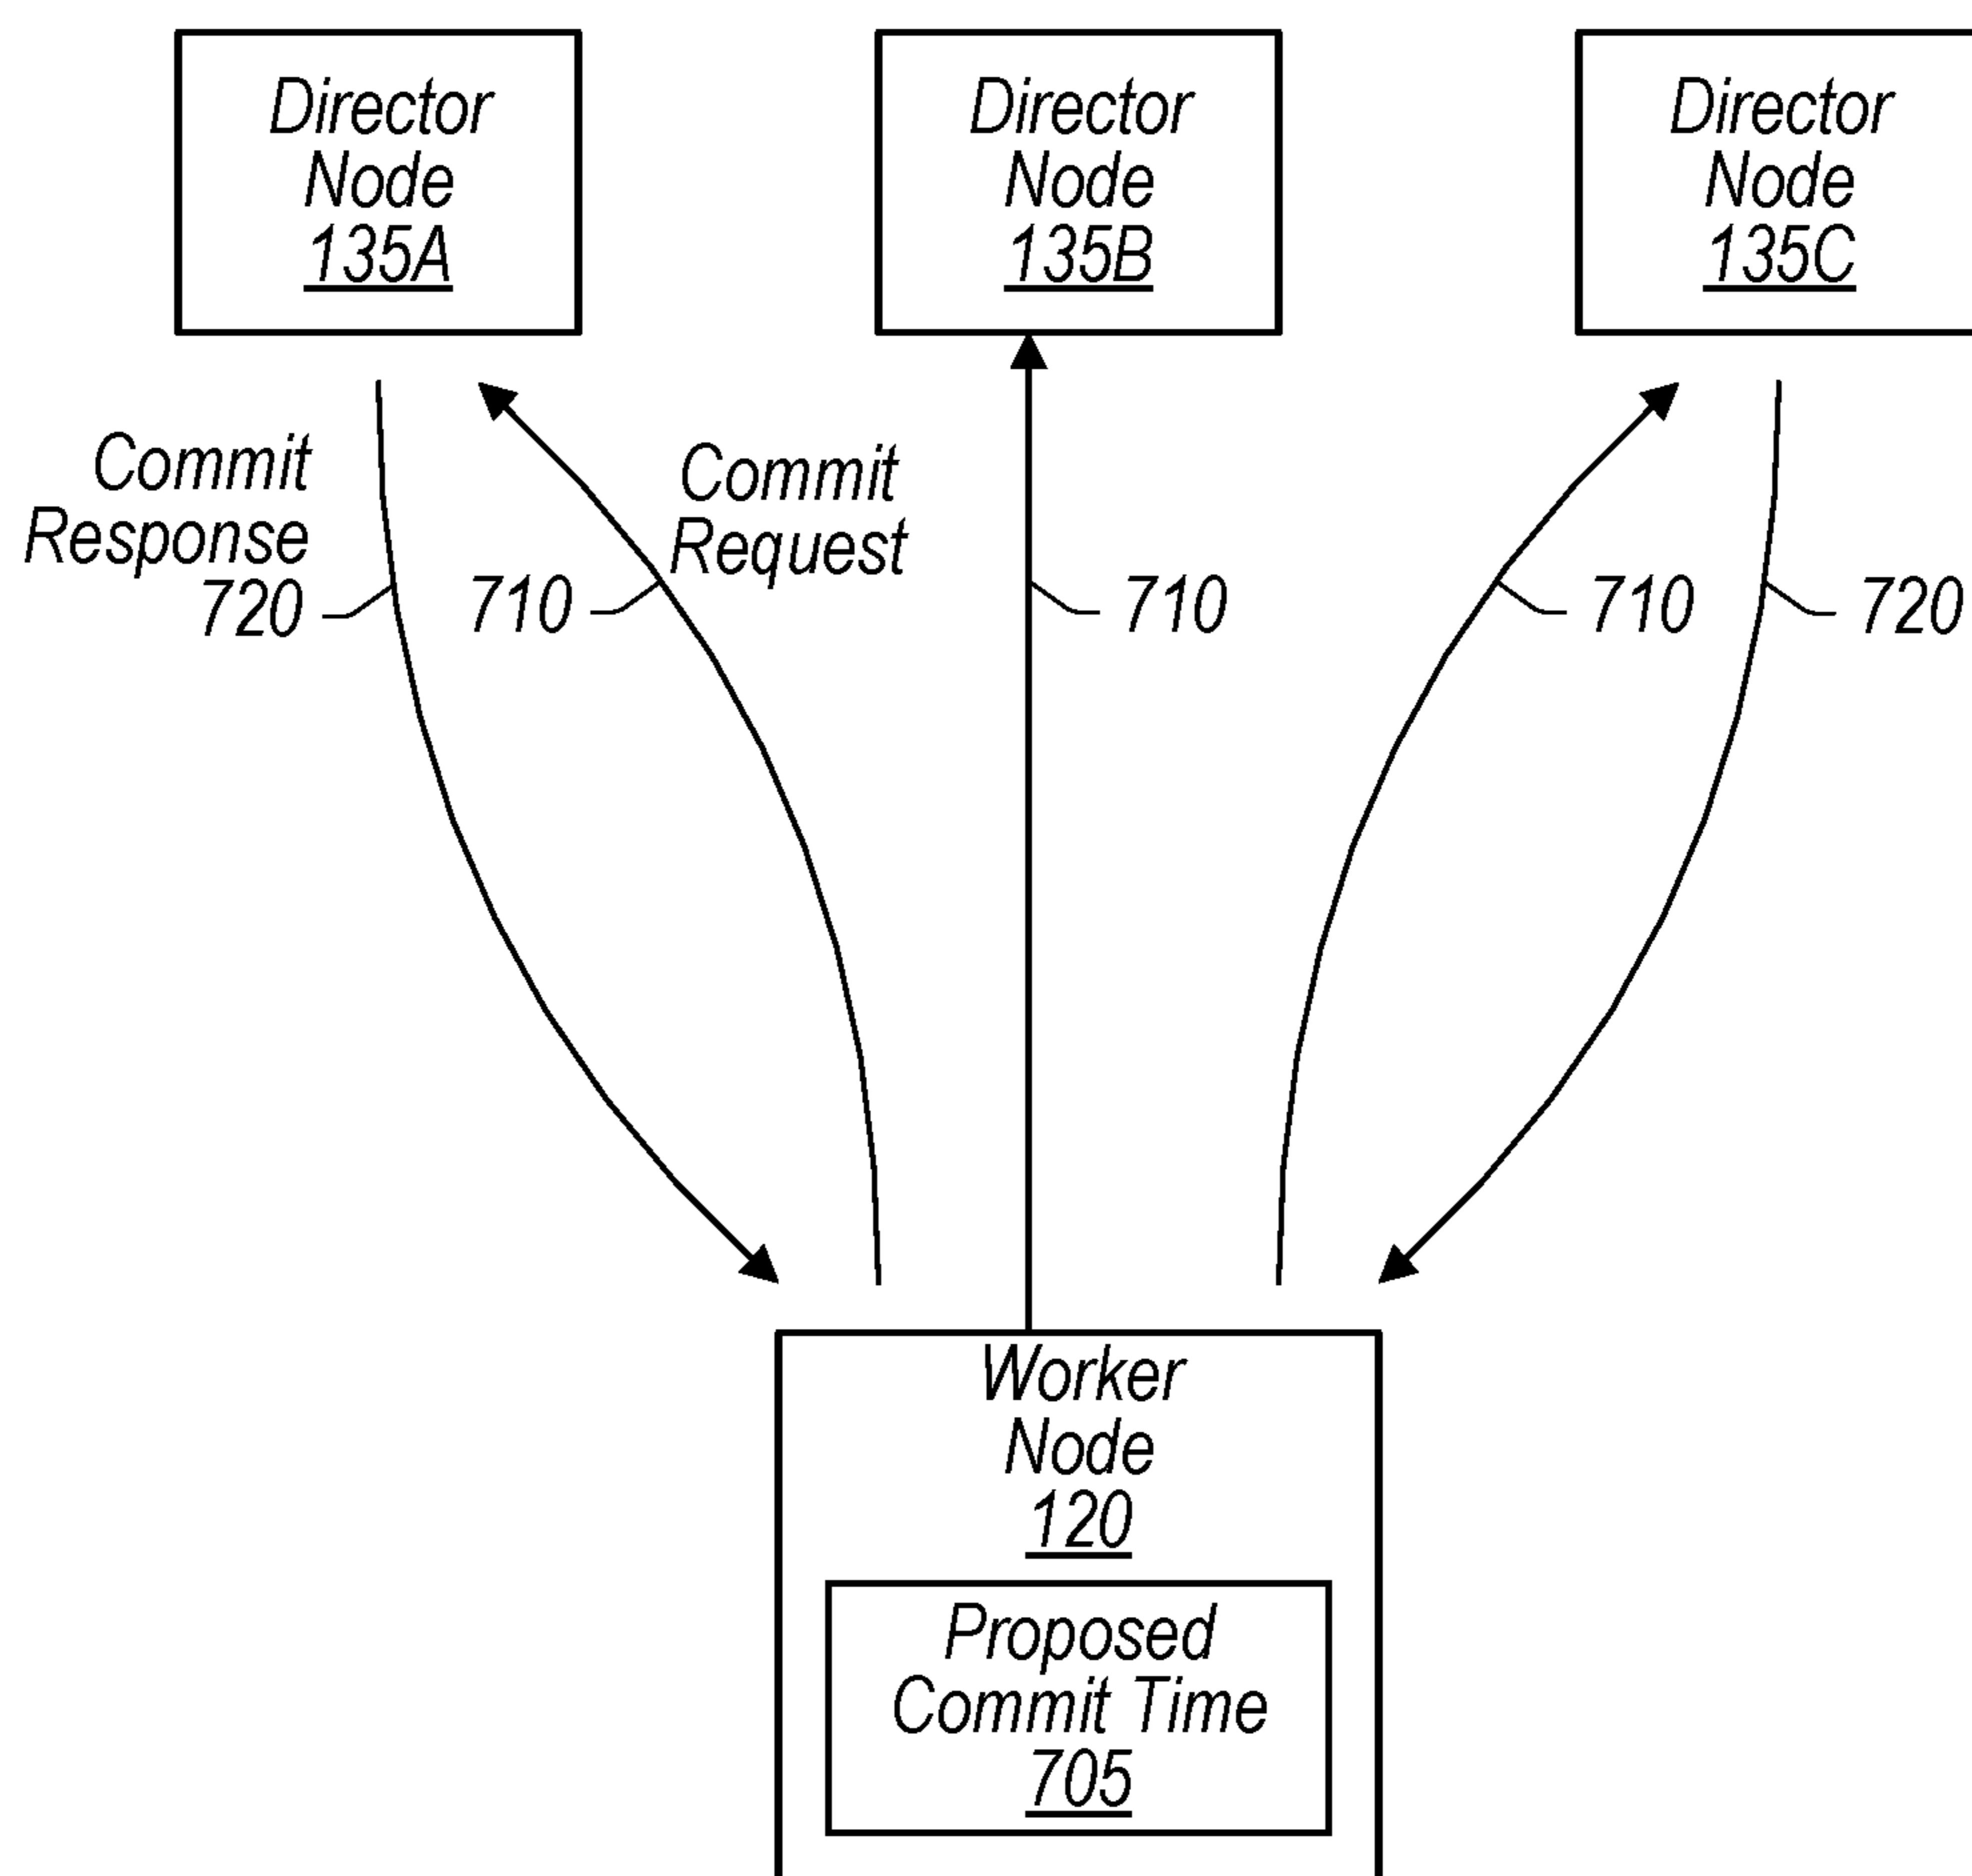 Director
Node
135A
Director
Node
135B
Director
Node
135C
Commit
Response
720
710
Commit
Request
710
710
720
Worker
Node
120
Proposed
Commit Time
705